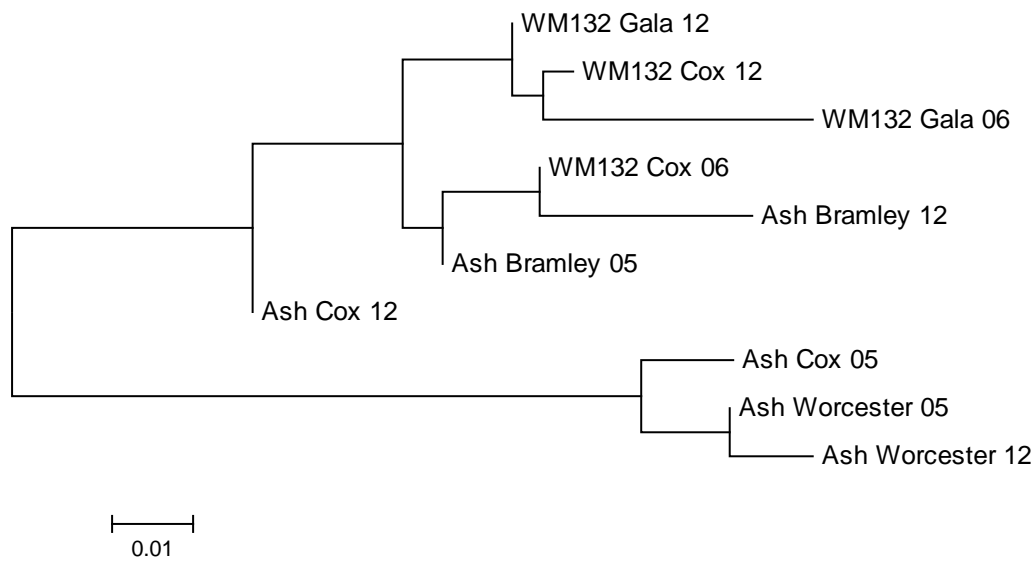 WM132 Gala 12
WM132 Cox 12
WM132 Gala 06
WM132 Cox 06
Ash Bramley 12
Ash Bramley 05
Ash Cox 12
Ash Cox 05
Ash Worcester 05
Ash Worcester 12
0.01